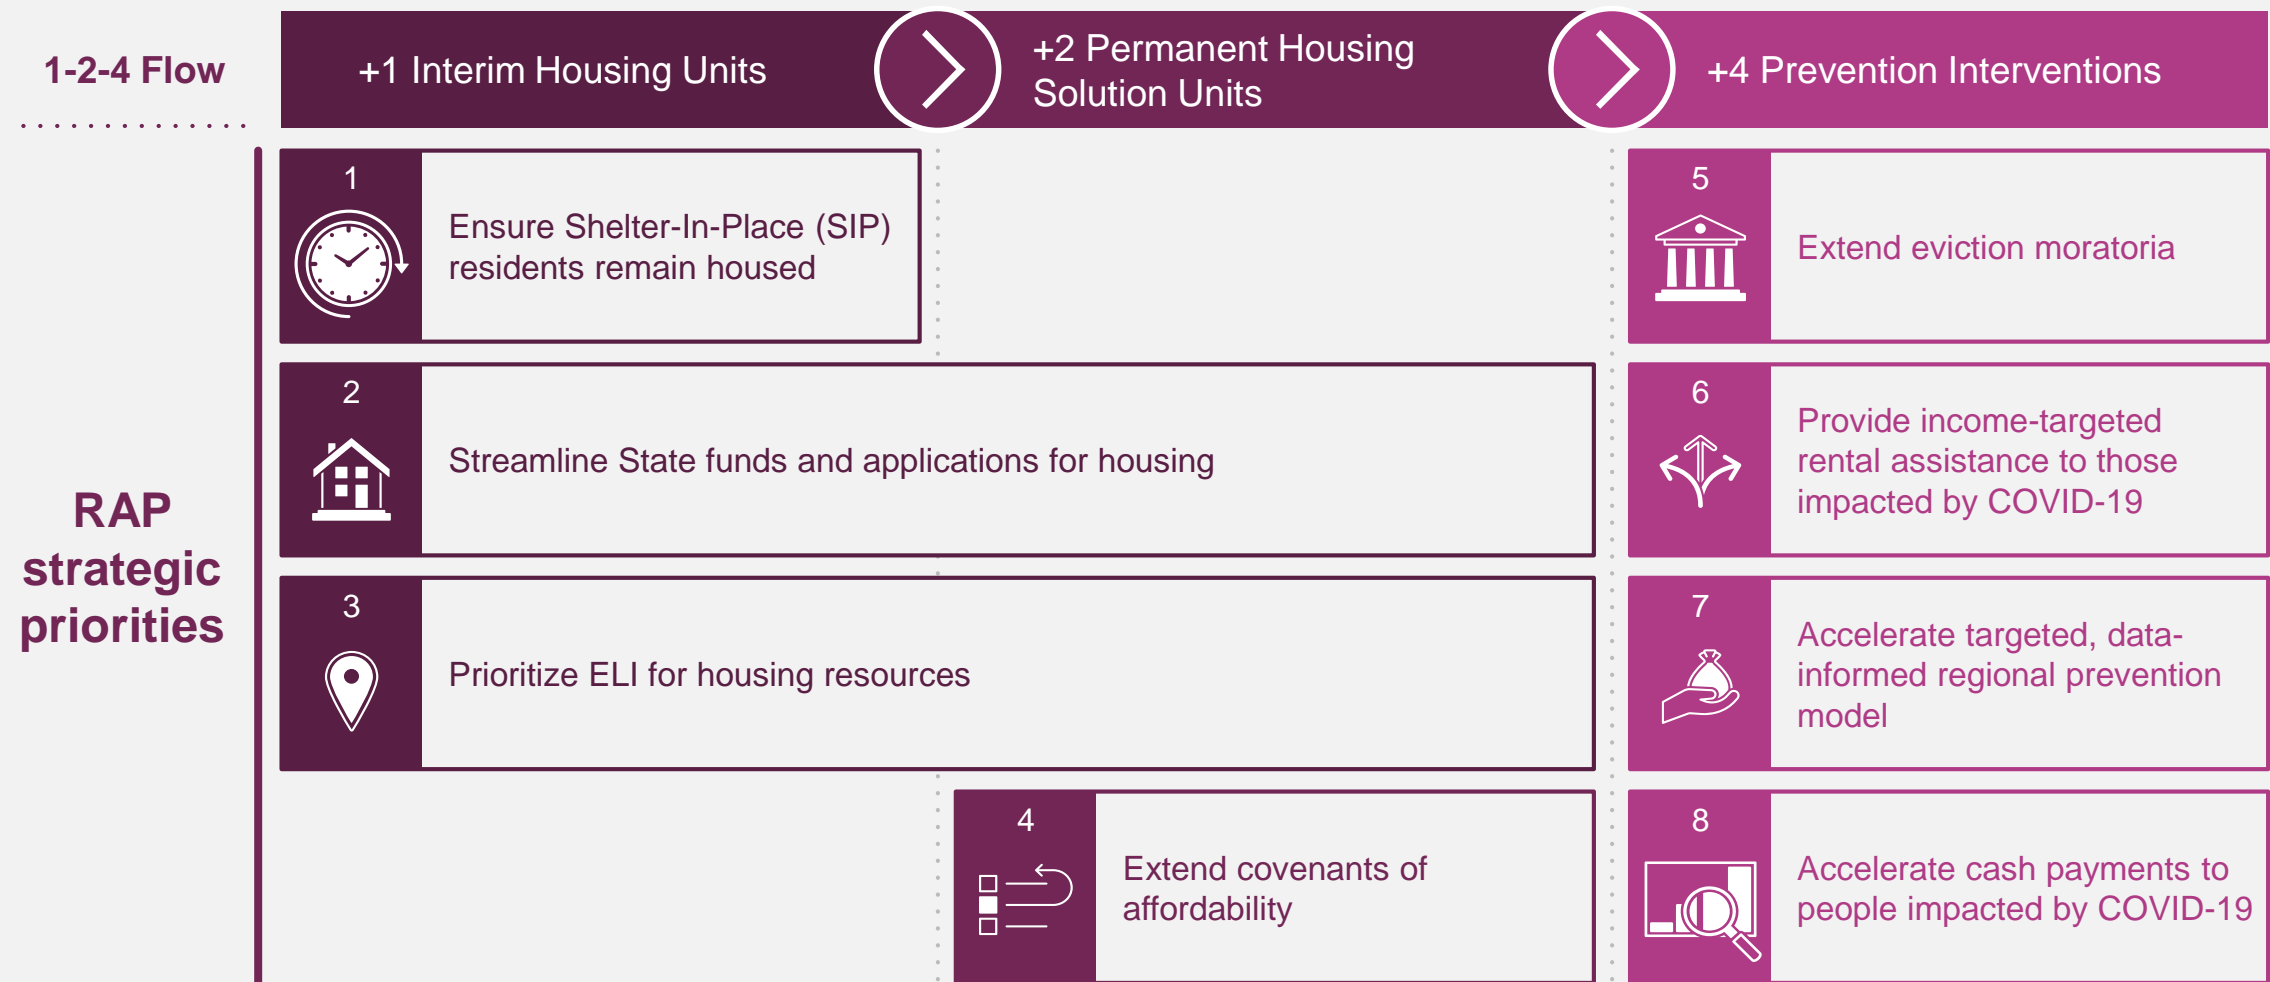 1-2-4 Flow
+1 Interim Housing Units
+2 Permanent Housing
Solution Units
+4 Prevention Interventions
RAP
strategic
priorities
1
Ensure Shelter-In-Place (SIP)
residents remain housed
2
Streamline State funds and applications for housing
3
Prioritize ELI for housing resources
4
Extend covenants of
affordability
5
Extend eviction moratoria
6
Provide income-targeted
rental assistance to those
impacted by COVID-19
7
Accelerate targeted, data-
informed regional prevention
model
8
Accelerate cash payments to
people impacted by COVID-19